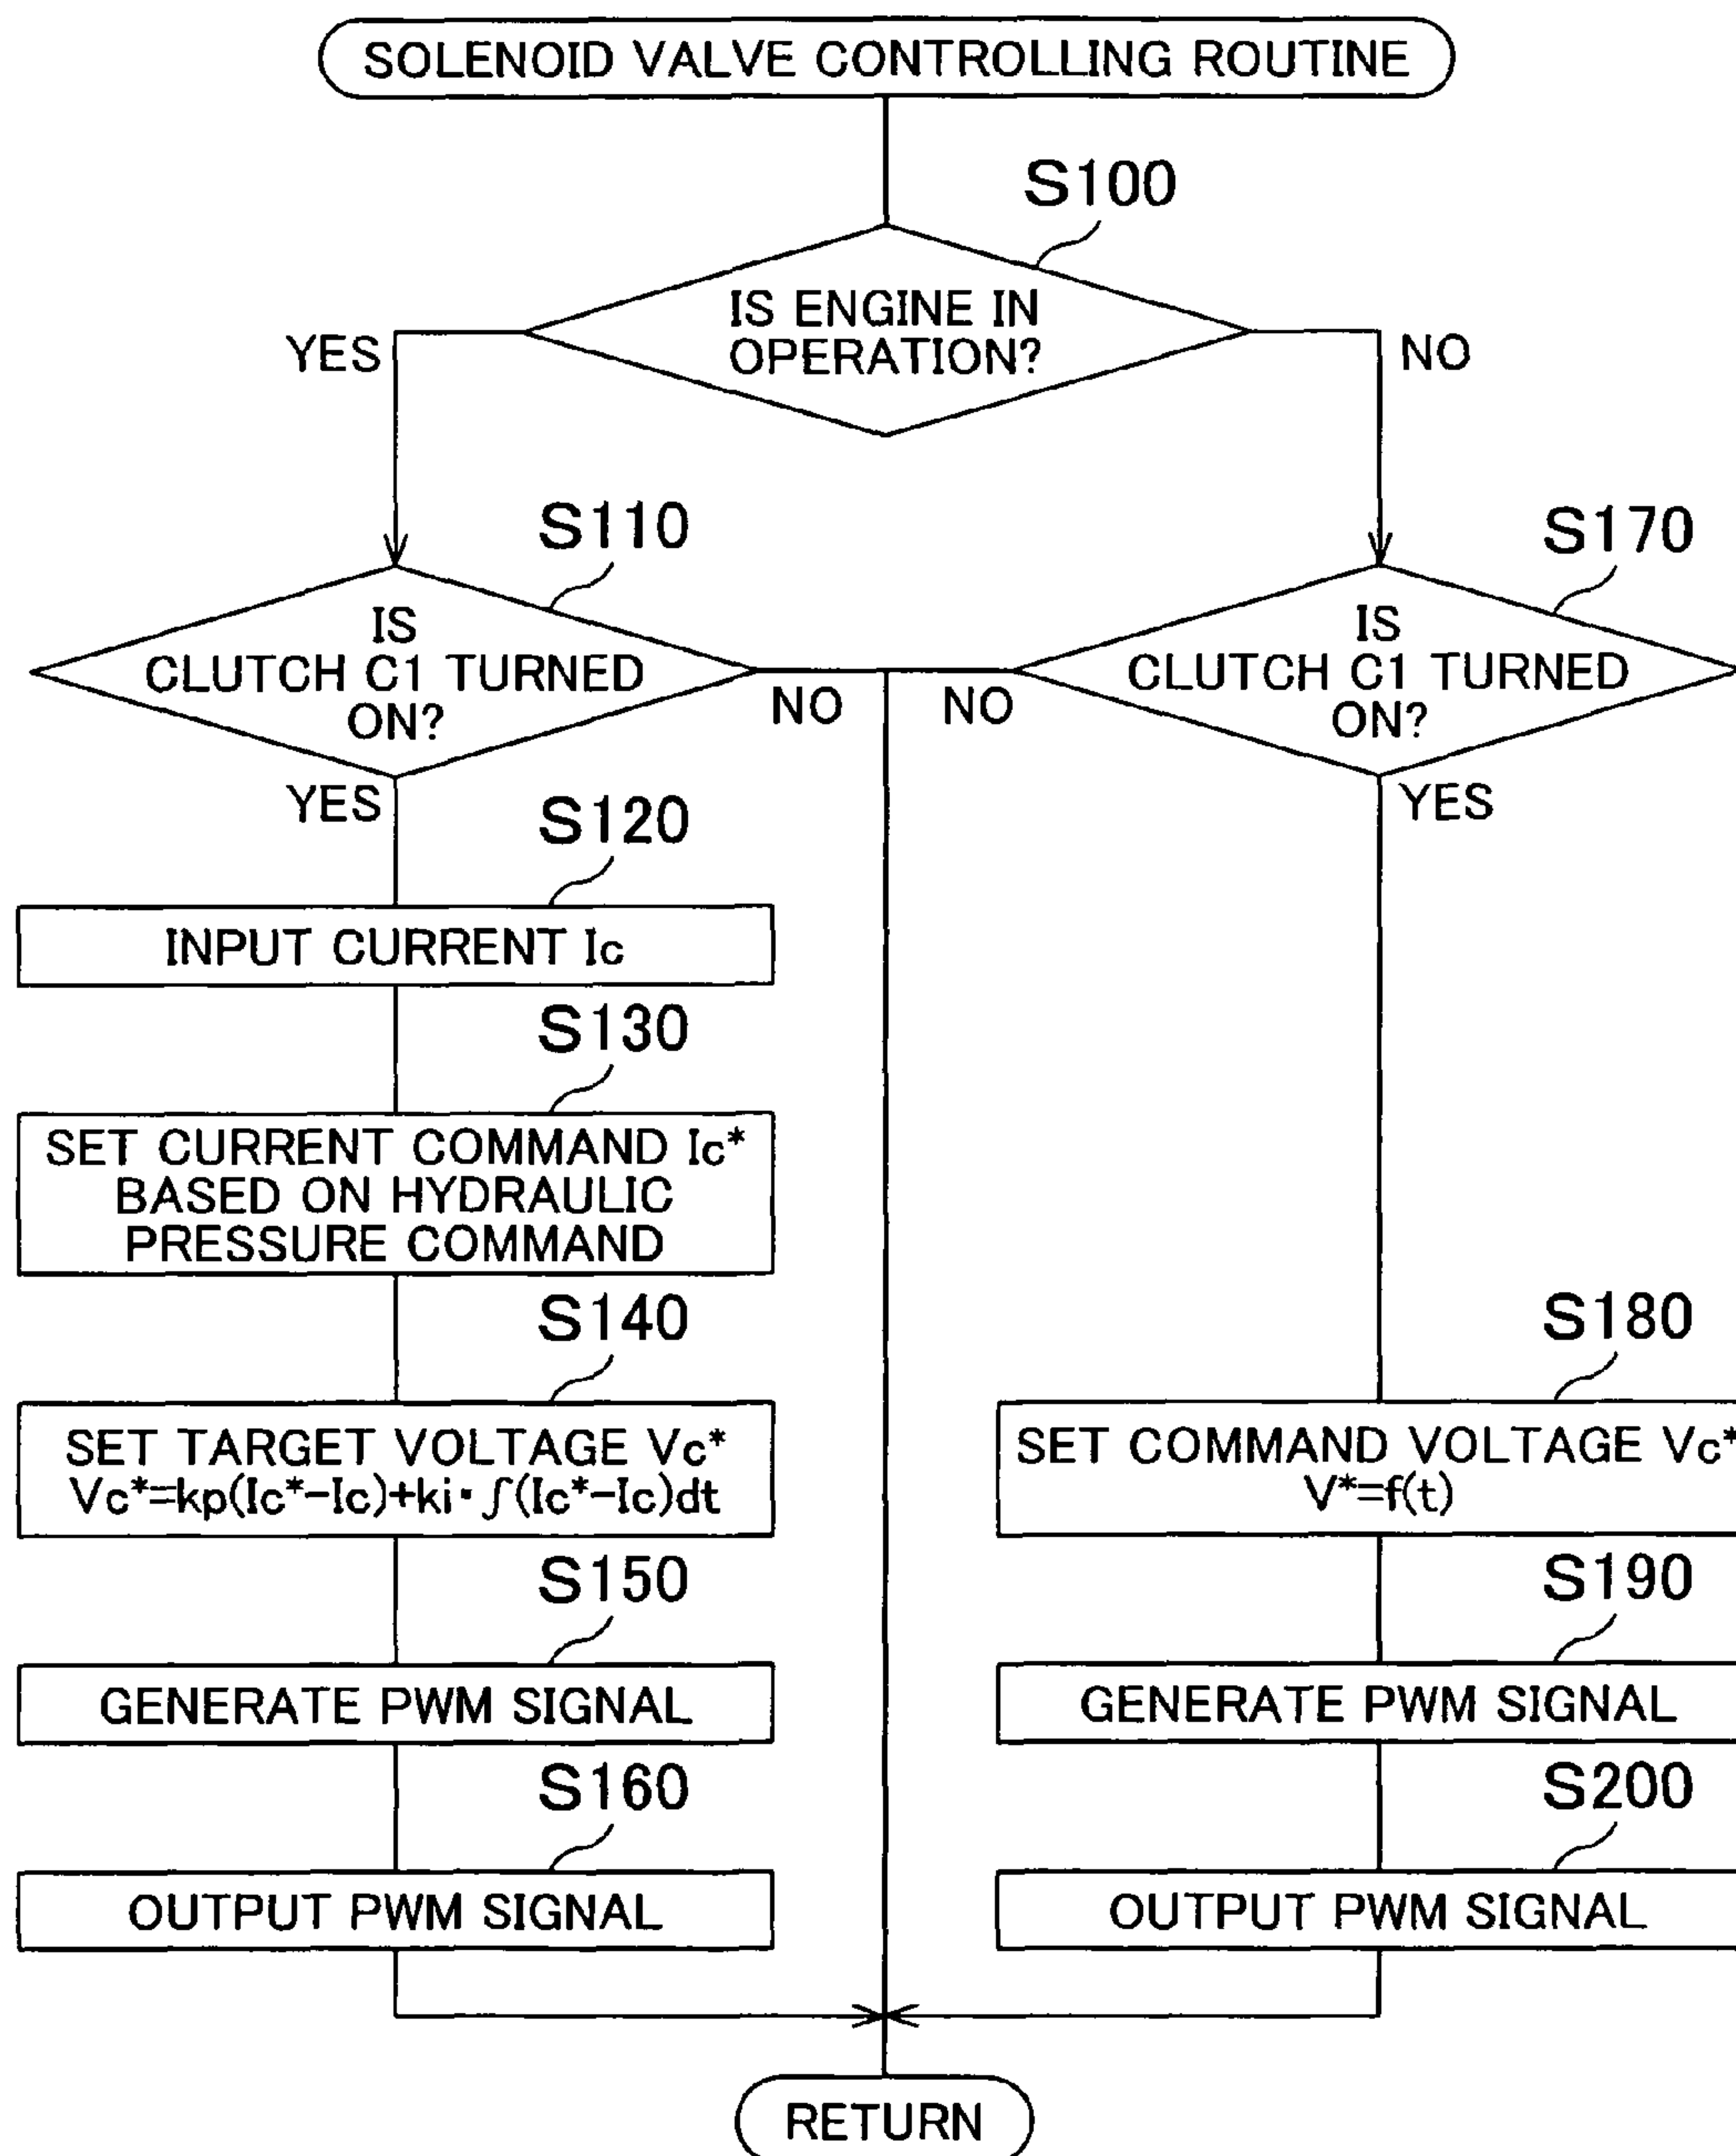 SOLENOID VALVE CONTROLLING ROUTINE
S100
IS ENGINE IN
OPERATION?
YES
NO
S110
IS
CLUTCH C1 TURNED
ON?
NO
YES
S170
IS
CLUTCH C1 TURNED
ON?
NO
YES
S120
INPUT CURRENT Ic
S130
SET CURRENT COMMAND Ic*
BASED ON HYDRAULIC
PRESSURE COMMAND
S140
SET TARGET VOLTAGE Vc*
Vc*=kp(Ic*-Ic)+ki・∫(Ic*-Ic)dt
S150
GENERATE PWM SIGNAL
S160
OUTPUT PWM SIGNAL
S180
SET COMMAND VOLTAGE Vc*
V*=f(t)
S190
GENERATE PWM SIGNAL
S200
OUTPUT PWM SIGNAL
RETURN